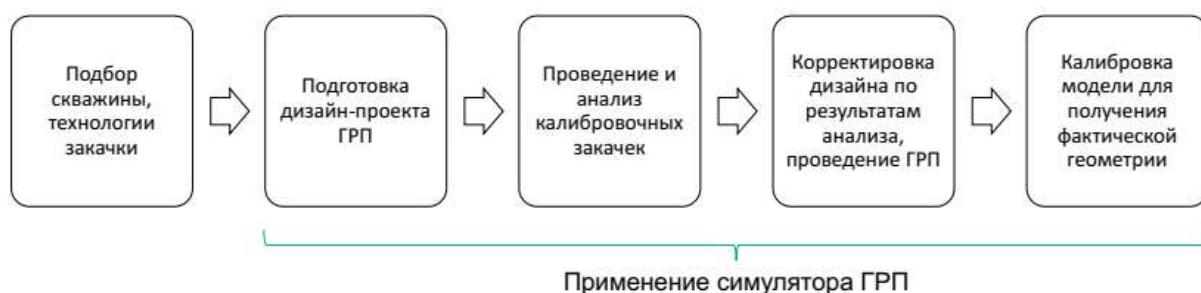 Подбор
скважины,
технологии
закачки
Подготовка
дизайн-проекта
ГРП
Проведение и
анализ
калибровочных
закачек
Корректировка
дизайна по
результатам
анализа,
проведение ГРП
Калибровка
модели для
получения
фактической
геометрии
Применение симулятора ГРП